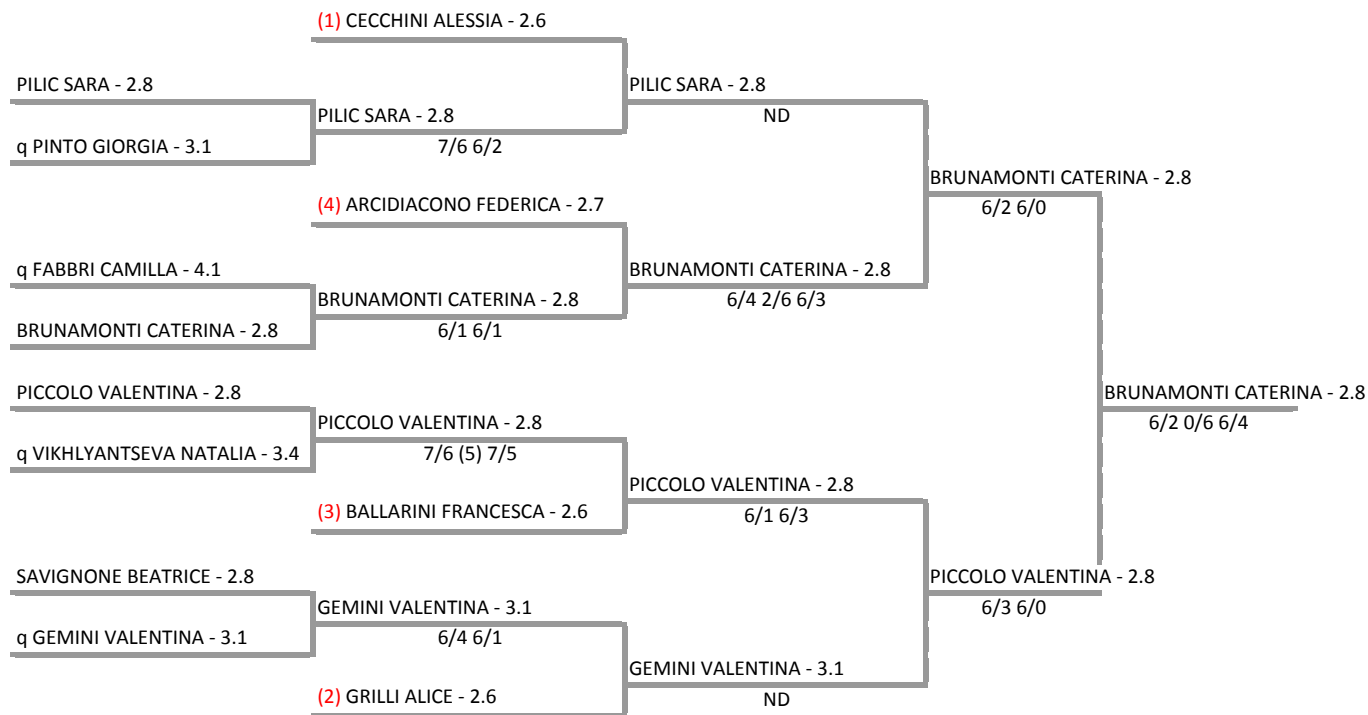 (1) CECCHINI ALESSIA - 2.6
PILIC SARA - 2.8
PILIC SARA - 2.8
PILIC SARA - 2.8
ND
q PINTO GIORGIA - 3.1
7/6 6/2
BRUNAMONTI CATERINA - 2.8
6/2 6/0
(4) ARCIDIACONO FEDERICA - 2.7
q FABBRI CAMILLA - 4.1
BRUNAMONTI CATERINA - 2.8
6/4 2/6 6/3
BRUNAMONTI CATERINA - 2.8
6/1 6/1
BRUNAMONTI CATERINA - 2.8
PICCOLO VALENTINA - 2.8
BRUNAMONTI CATERINA - 2.8
6/2 0/6 6/4
PICCOLO VALENTINA - 2.8
7/6 (5) 7/5
q VIKHLYANTSEVA NATALIA - 3.4
PICCOLO VALENTINA - 2.8
6/1 6/3
(3) BALLARINI FRANCESCA - 2.6
SAVIGNONE BEATRICE - 2.8
PICCOLO VALENTINA - 2.8
6/3 6/0
GEMINI VALENTINA - 3.1
6/4 6/1
q GEMINI VALENTINA - 3.1
GEMINI VALENTINA - 3.1
ND
(2) GRILLI ALICE - 2.6